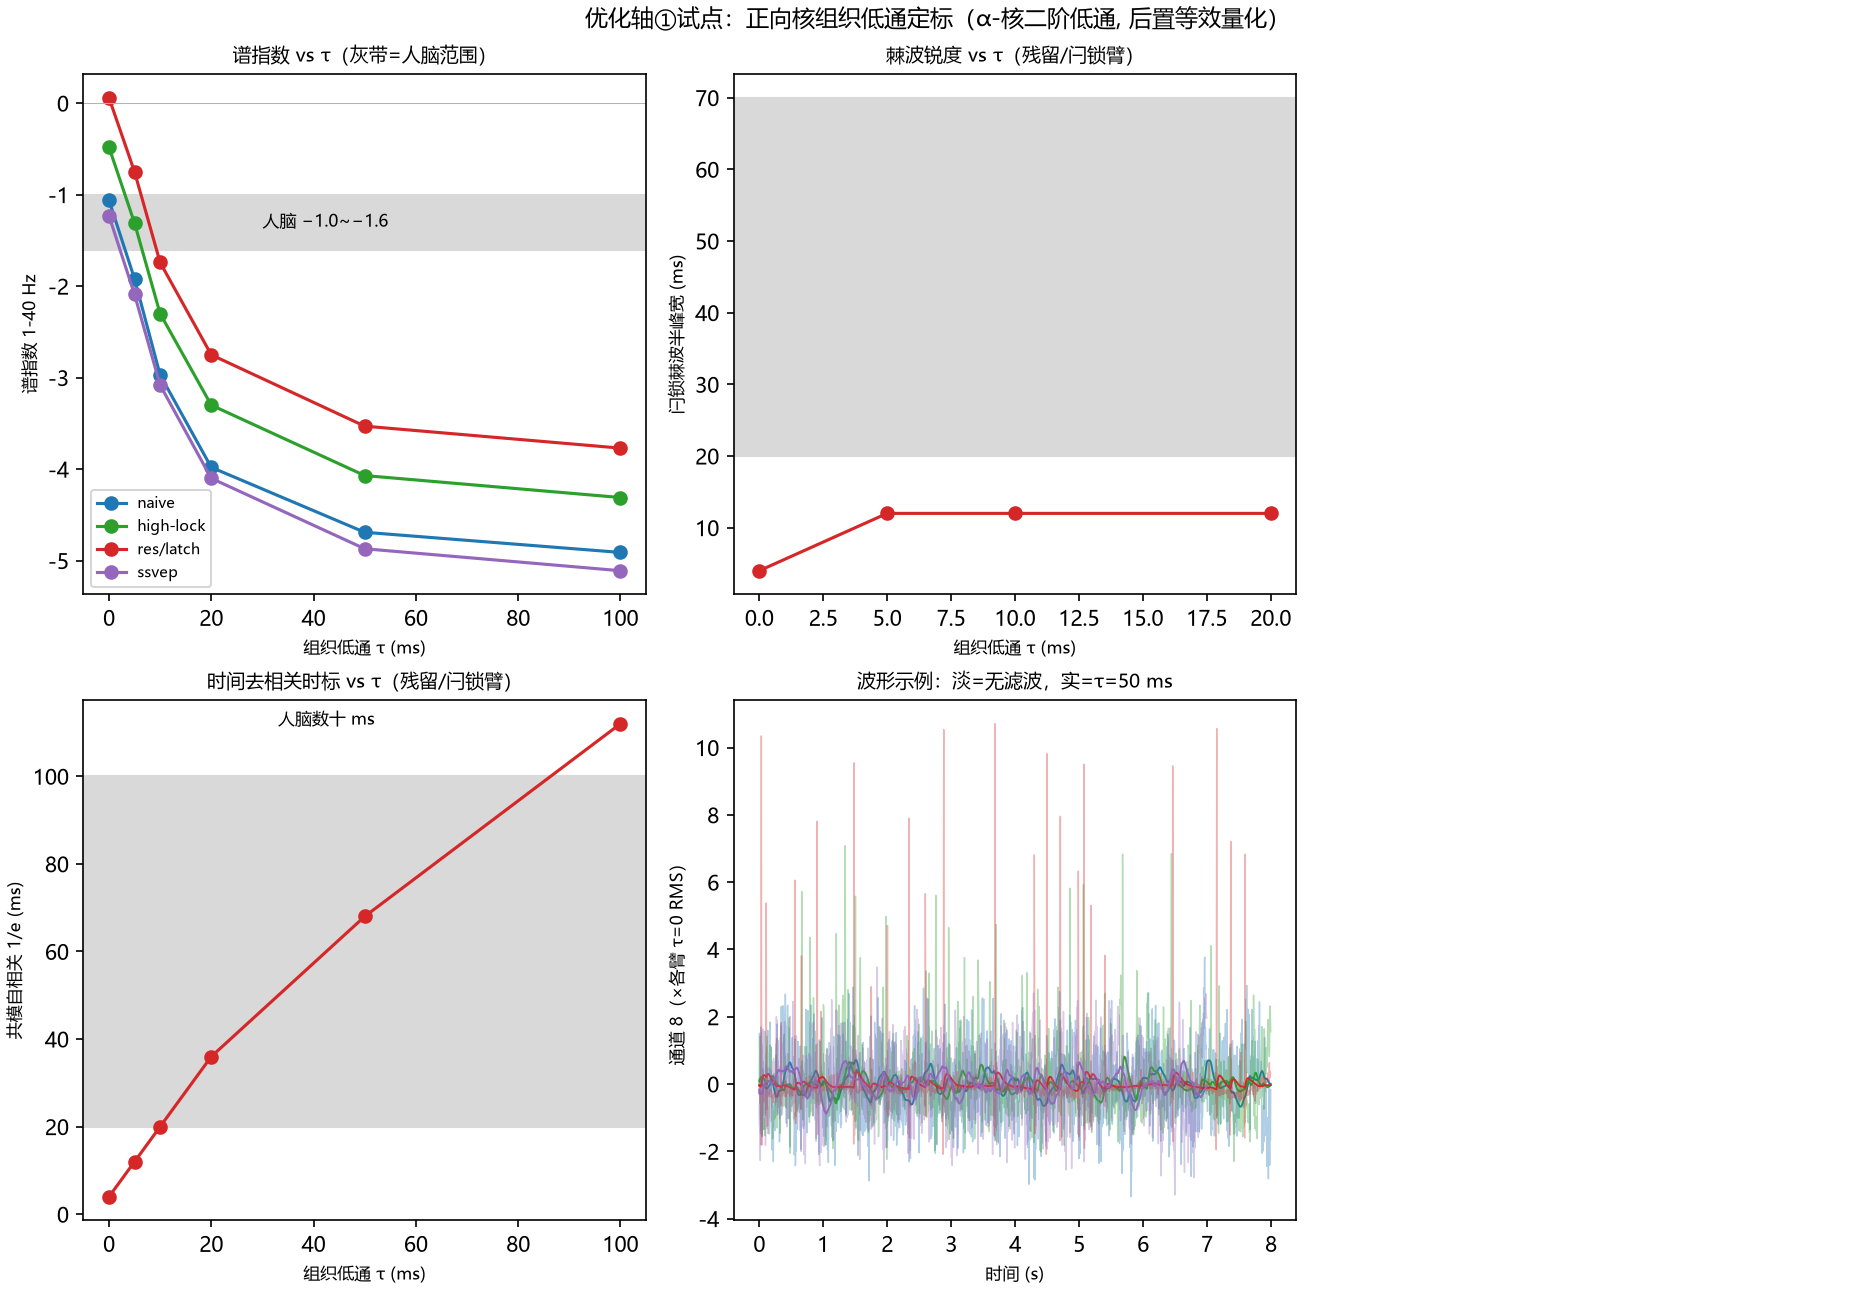 优化轴①试点：正向核组织低通定标（α-核二阶低通, 后置等效量化）
谱指数 vs τ（灰带=人脑范围）
谱指数 1-40 Hz
0
-1
-2
-3
-4
-5
人脑 −1.0~−1.6
naive
high-lock
res/latch
ssvep
0 20 40 60 80 100
组织低通 τ (ms)
棘波锐度 vs τ（残留/闩锁臂）
闩锁棘波半峰宽 (ms)
70
60
50
40
30
20
10
0.0 2.5 5.0 7.5 10.0 12.5 15.0 17.5 20.0
组织低通 τ (ms)
时间去相关时标 vs τ（残留/闩锁臂）
共模自相关 1/e (ms)
人脑数十 ms
100
80
60
40
20
0
0 20 40 60 80 100
组织低通 τ (ms)
波形示例：淡=无滤波，实=τ=50 ms
通道 8（×各臂 τ=0 RMS）
10
8
6
4
2
0
-2
-4
0 1 2 3 4 5 6 7 8
时间 (s)